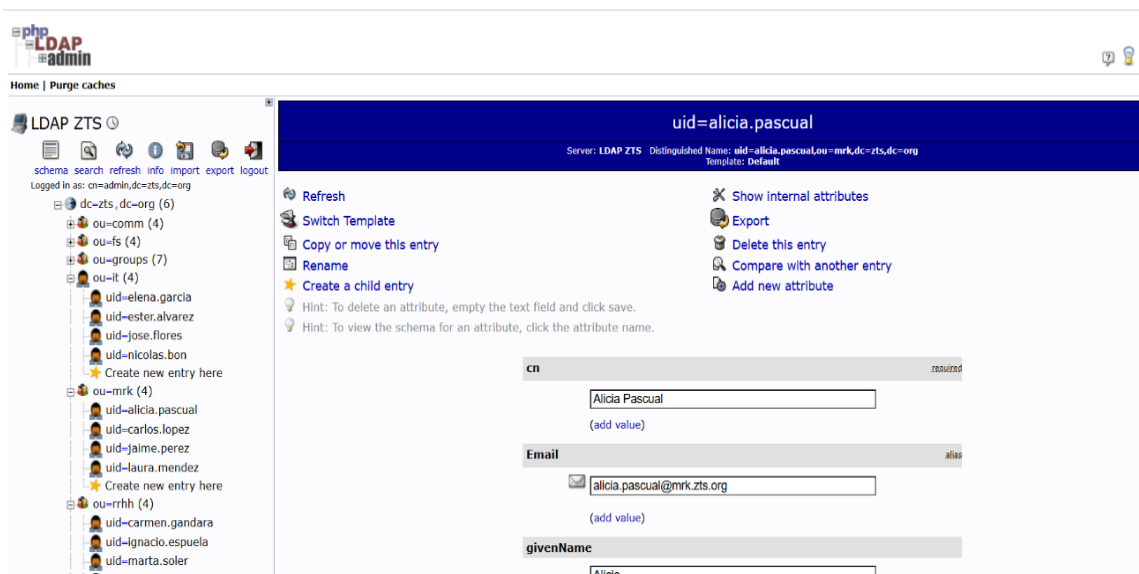 php
LDAP
admin
Home | Purge caches
LDAP ZTS
schema search refresh info import export logout
Logged in as: cn=admin,dc=zts,dc=org
dc=zts,dc=org (6)
ou=comm (4)
ou=fs (4)
ou=groups (7)
ou=it (4)
uid=elena.garcia
uid=ester.alvarez
uid=jose.flores
uid=nicolas.bon
Create new entry here
ou=mrk (4)
uid=alicia.pascual
uid=carlos.lopez
uid=jaime.perez
uid=laura.mendez
Create new entry here
ou=rrhh (4)
uid=carmen.gandara
uid=ignacio.espuela
uid=marta.soler
uid=alicia.pascual
Server: LDAP ZTS Distinguished Name: uid=alicia.pascual,ou=mrk,dc=zts,dc=org
Template: Default
Refresh
Switch Template
Copy or move this entry
Rename
Create a child entry
Show internal attributes
Export
Delete this entry
Compare with another entry
Add new attribute
Hint: To delete an attribute, empty the text field and click save.
Hint: To view the schema for an attribute, click the attribute name.
cn required
Alicia Pascual
(add value)
Email alias
alicia.pascual@mrk.zts.org
(add value)
givenName
Alicia